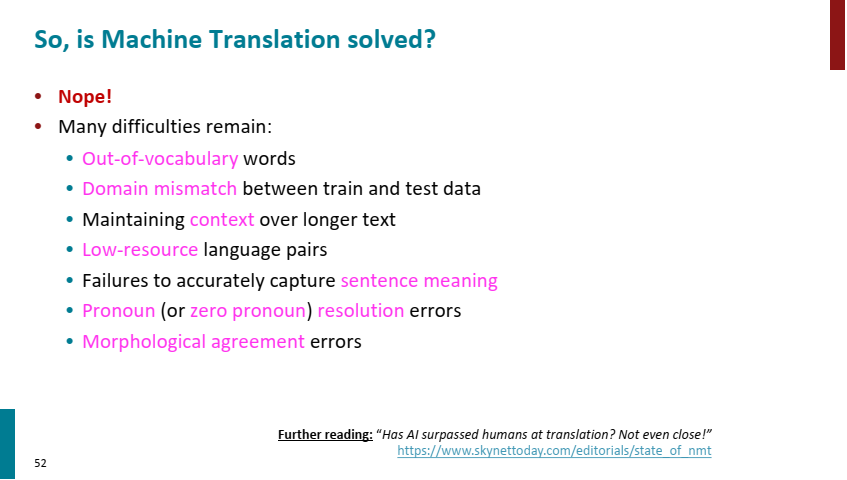 So, is Machine Translation solved?
• Nope!
• Many difficulties remain:
• Out-of-vocabulary words
• Domain mismatch between train and test data
• Maintaining context over longer text
• Low-resource language pairs
• Failures to accurately capture sentence meaning
• Pronoun (or zero pronoun) resolution errors
• Morphological agreement errors
Further reading: “Has AI surpassed humans at translation? Not even close!”
https://www.skynettoday.com/editorials/state_of_nmt
52